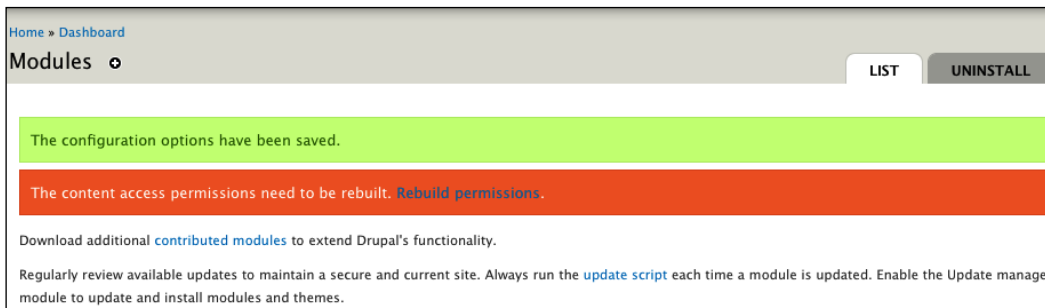 Home » Dashboard
Modules
LIST
UNINSTALL
The configuration options have been saved.
The content access permissions need to be rebuilt. Rebuild permissions.
Download additional contributed modules to extend Drupal's functionality.
Regularly review available updates to maintain a secure and current site. Always run the update script each time a module is updated. Enable the Update manage
module to update and install modules and themes.